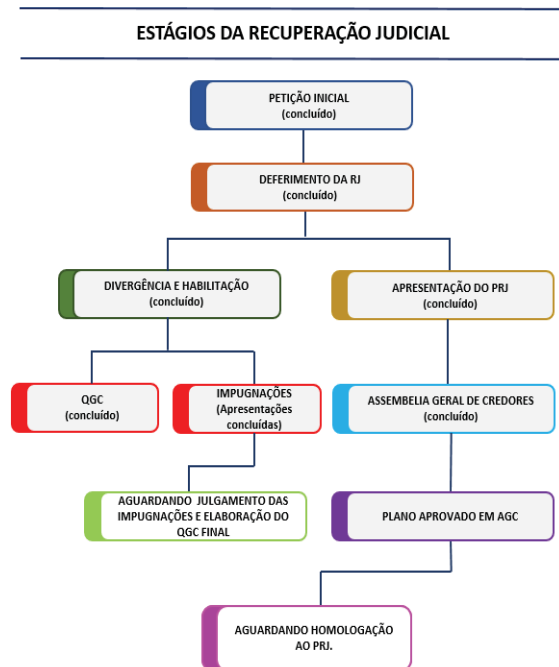 ESTÁGIOS DA RECUPERAÇÃO JUDICIAL
PETIÇÃO INICIAL
(concluído)
DEFERIMENTO DA RJ
(concluído)
DIVERGÊNCIA E HABILITAÇÃO
(concluído)
APRESENTAÇÃO DO PRJ
(concluído)
QGC
(concluído)
IMPUGNAÇÕES
(Apresentações
concluídas)
ASSEMBELIA GERAL DE CREDORES
(concluído)
AGUARDANDO JULGAMENTO DAS
IMPUGNAÇÕES E ELABORAÇÃO DO
QGC FINAL
PLANO APROVADO EM AGC
AGUARDANDO HOMOLOGAÇÃO
AO PRJ.